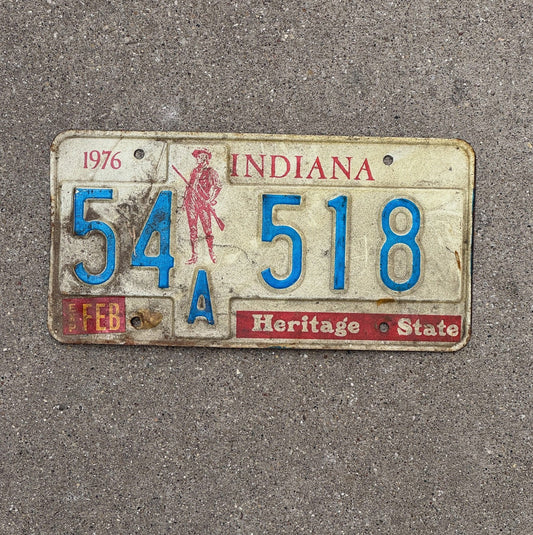 1976 INDIANA
54 A 518
FEB Heritage State